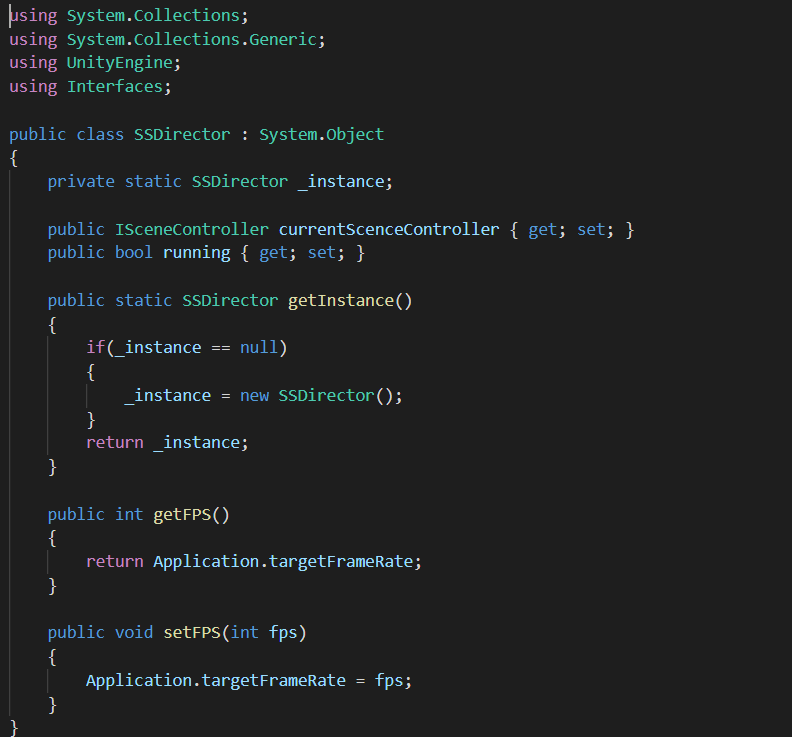 using System.Collections;
using System.Collections.Generic;
using UnityEngine;
using Interfaces;

public class SSDirector : System.Object
{
    private static SSDirector _instance;

    public ISceneController currentScenceController { get; set; }
    public bool running { get; set; }

    public static SSDirector getInstance()
    {
        if(_instance == null)
        {
            _instance = new SSDirector();
        }
        return _instance;
    }

    public int getFPS()
    {
        return Application.targetFrameRate;
    }

    public void setFPS(int fps)
    {
        Application.targetFrameRate = fps;
    }
}